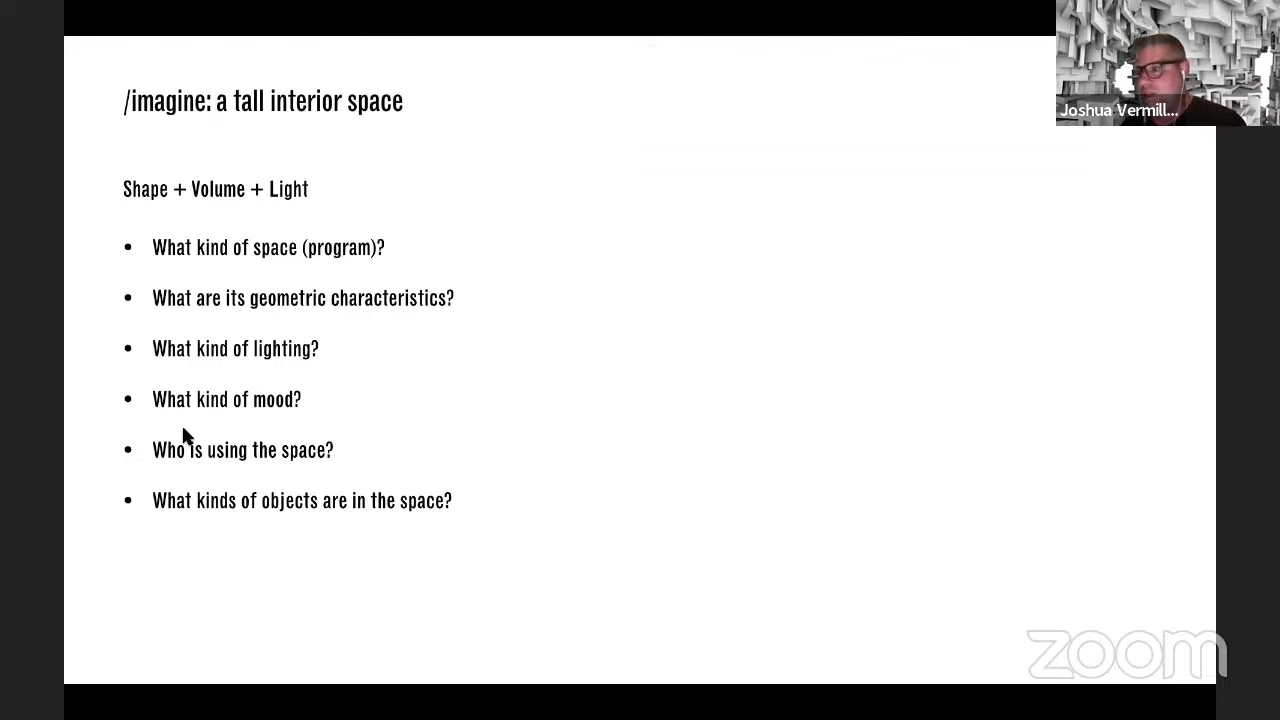 /imagine: a tall interior space
Joshua Vermill...
Shape + Volume + Light
• What kind of space (program)?
• What are its geometric characteristics?
• What kind of lighting?
• What kind of mood?
• Who is using the space?
• What kinds of objects are in the space?
zoom